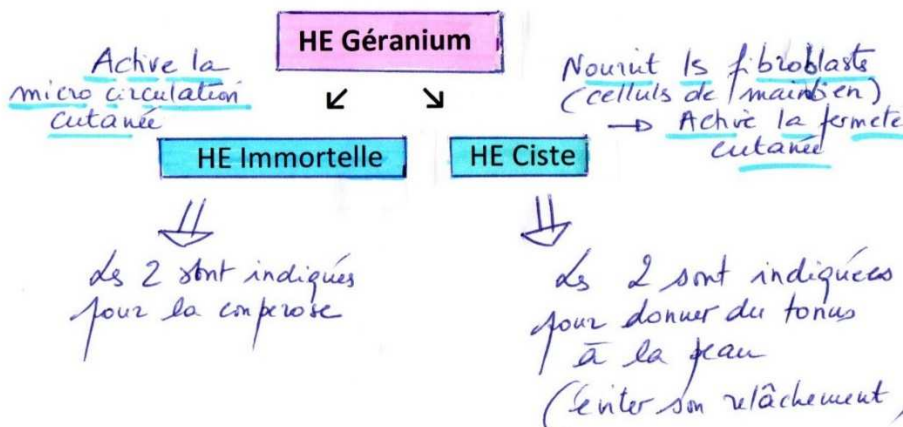 HE Géranium
Active la
micro circulation
cutanée
Nourrit ls fibroblasts
(celluls de maintien)
→ Active la fermeté
cutanée
HE Immortelle
HE Ciste
Ls 2 sont indiqués
pour la couperose
Ls 2 sont indiquées
pour donner du tonus
à la peau
(éviter son relâchement)